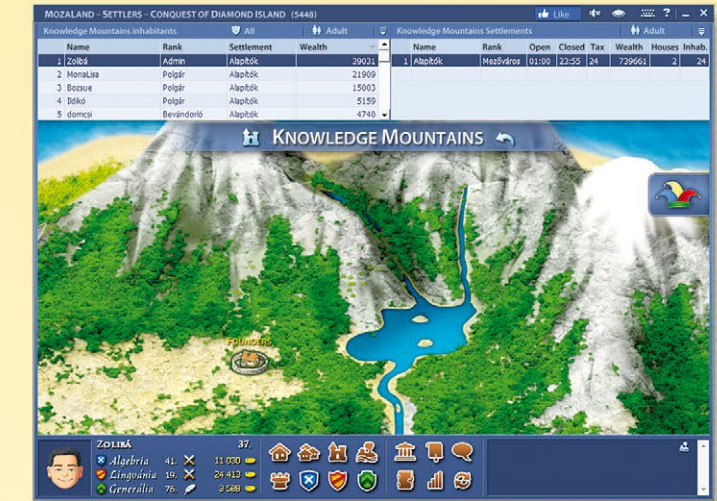 MOZALAND - SETTLERS - CONQUEST OF DIAMOND ISLAND (5448)
Like
?
Knowledge Mountains inhabitants All Adult
Knowledge Mountains Settlements Adult
Name Rank Settlement Wealth
Name Rank Open Closed Tax Wealth Houses Inhab.
1 Zolibá Admin Alapítók 39031
1 Alapítók Mezőváros 01:00 23:55 24 739661 2 24
2 MonaLisa Polgár Alapítók 21909
3 Bozsue Polgár Alapítók 15003
4 Ildikó Polgár Alapítók 5159
5 domcsi Bevándorló Alapítók 4740
KNOWLEDGE MOUNTAINS
FOUNDERS
ZOLIBÁ 37.
Algebria 41. 11 030
Lingvánia 19. 24 413
Generália 76. 3 588